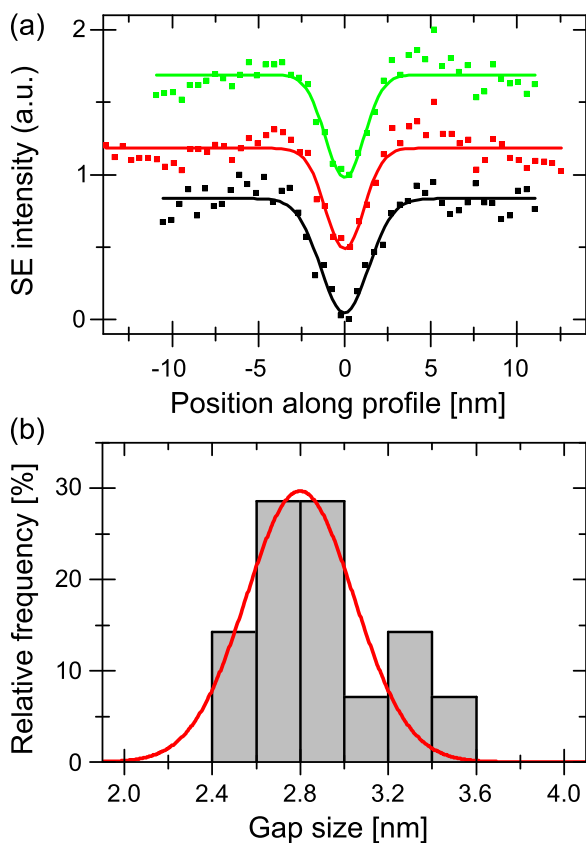 (a)
SE intensity (a.u.)
2
1
0
-10 -5 0 5 10
Position along profile [nm]
(b)
Relative frequency [%]
30
20
10
0
2.0 2.4 2.8 3.2 3.6 4.0
Gap size [nm]